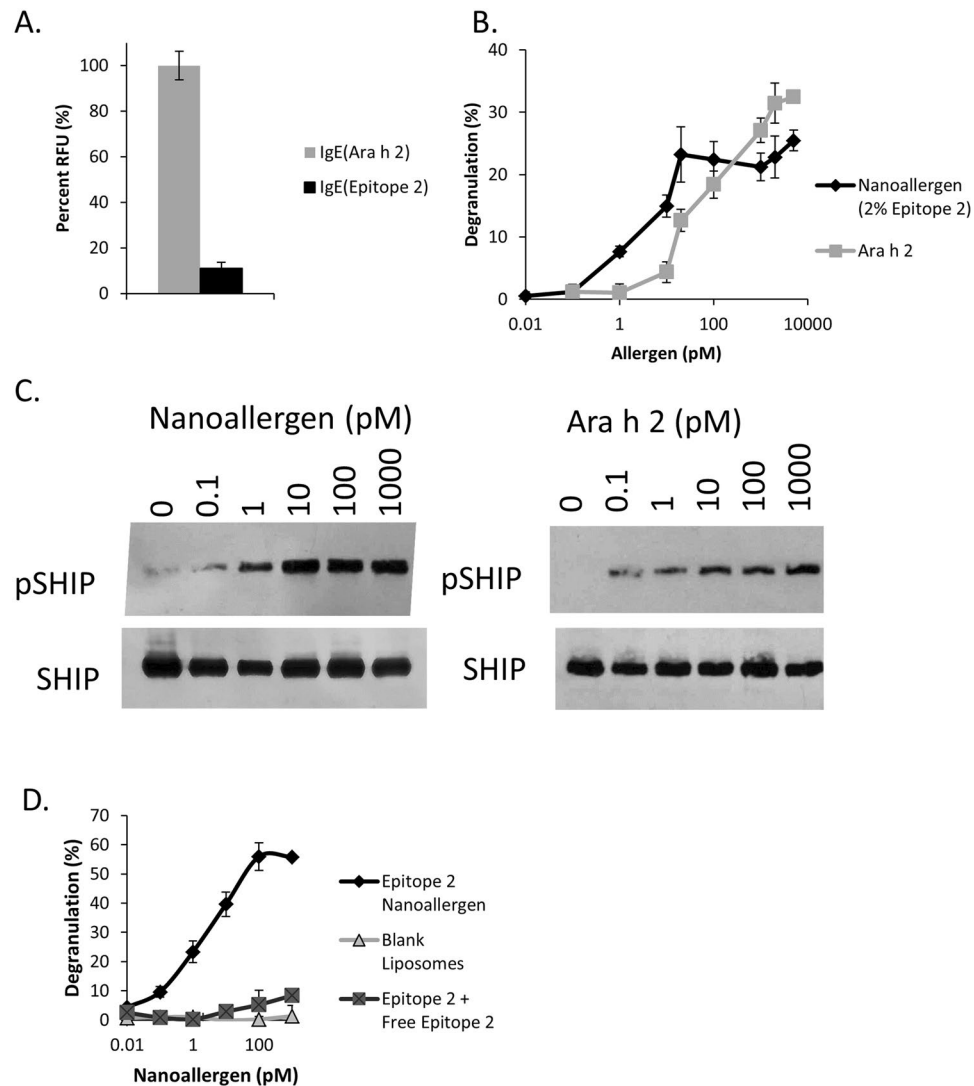 A.
Percent RFU (%)
100
80
60
40
20
0
IgE(Ara h 2)
IgE(Epitope 2)
B.
Degranulation (%)
40
30
20
10
0
0.01
1
100
10000
Allergen (pM)
Nanoallergen
(2% Epitope 2)
Ara h 2
C.
Nanoallergen (pM)
0 0.1 1 10 100 1000
pSHIP
SHIP
Ara h 2 (pM)
0 0.1 1 10 100 1000
pSHIP
SHIP
D.
Degranulation (%)
70
60
50
40
30
20
10
0
0.01
1
100
Nanoallergen (pM)
Epitope 2
Nanoallergen
Blank
Liposomes
Epitope 2 +
Free Epitope 2